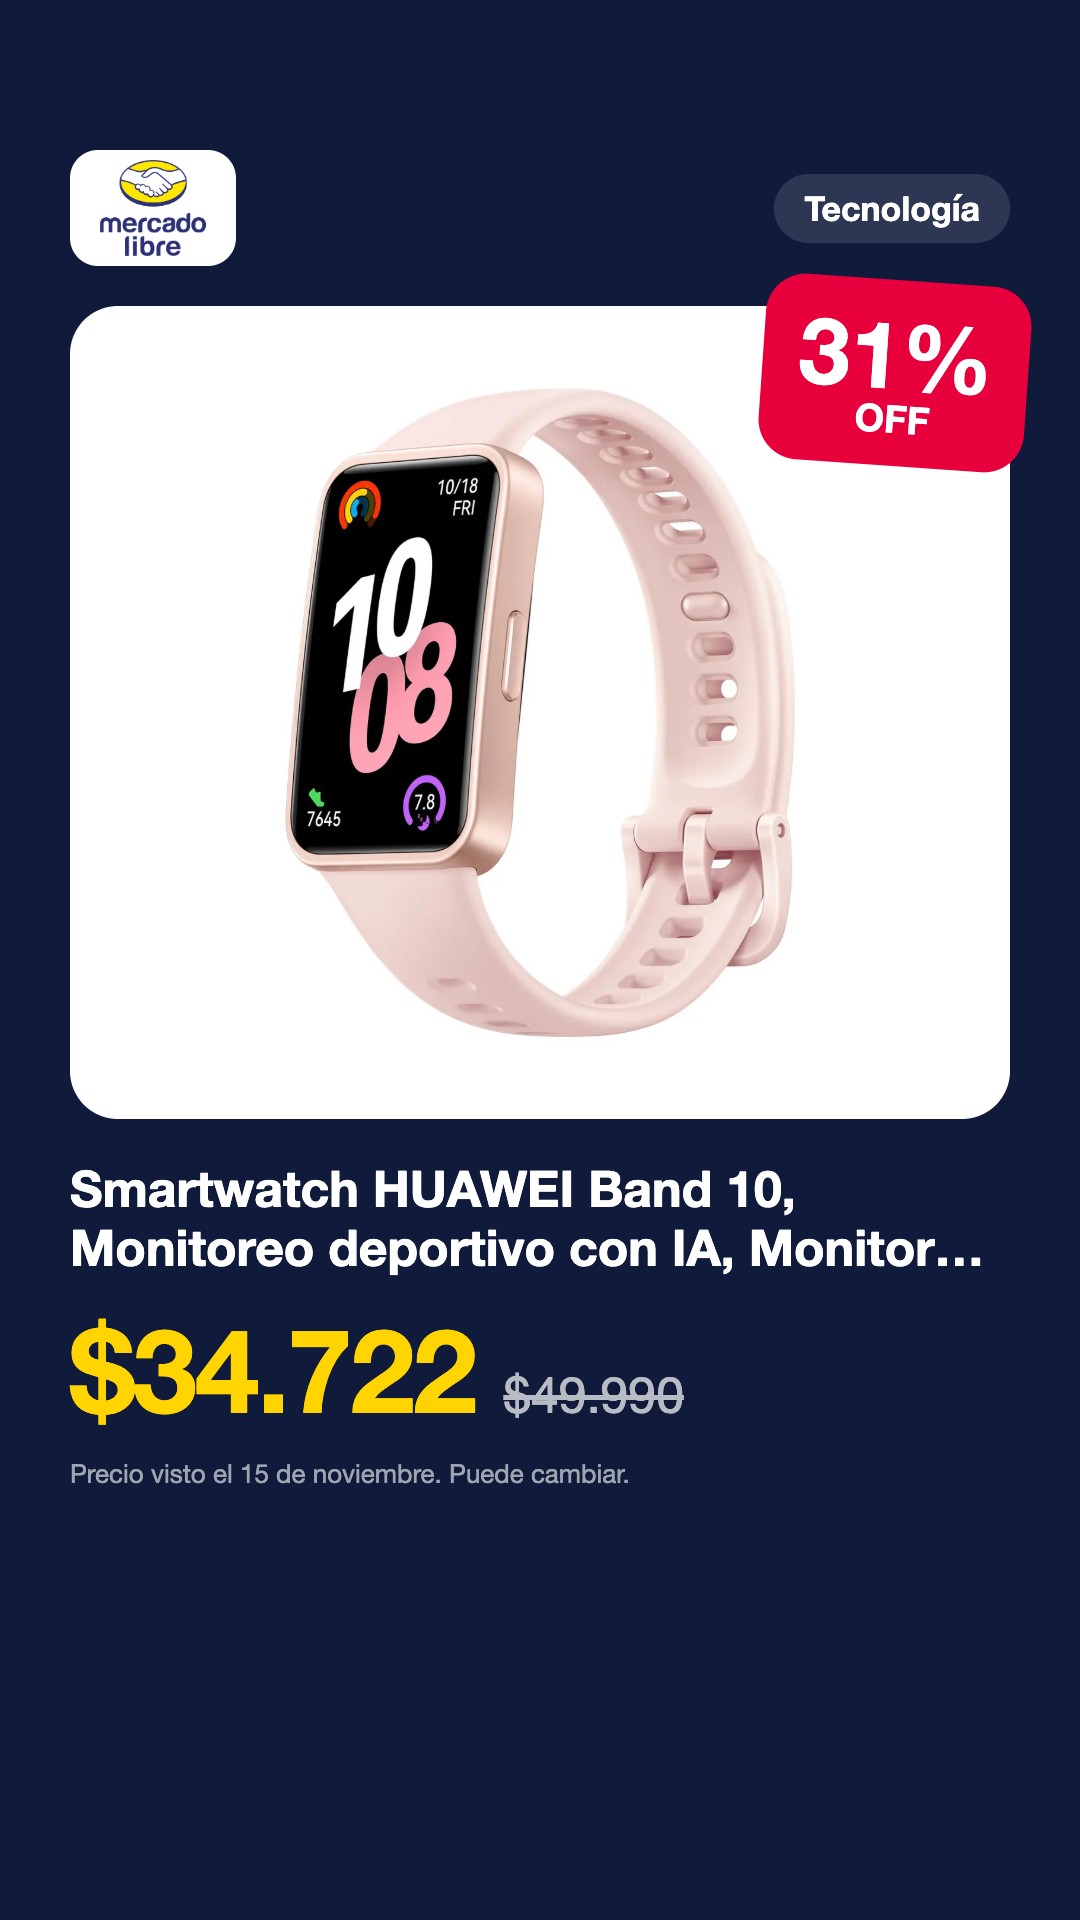 mercado
libre
Tecnología
31%
OFF
10/18
FRI
10
08
7645
7.8
Smartwatch HUAWEI Band 10,
Monitoreo deportivo con IA, Monitor...
$34.722 $49.990
Precio visto el 15 de noviembre. Puede cambiar.